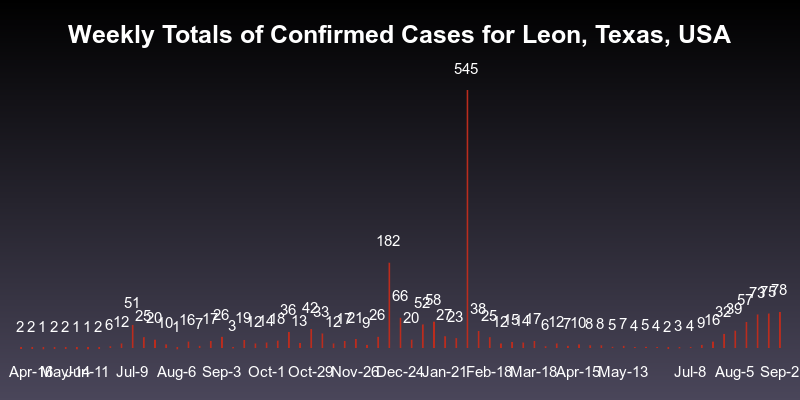 Weekly Totals of Confirmed Cases for Leon, Texas, USA
2 2 1 2 2 1 1 2 6 12 51 25 20 10 1 16 7 17 26 3 19 12 14 18 36 13 42 33 12 17 21 9 26 182 66 20 52 58 27 23 545 38 25 12 15 14 17 6 12 7 10 8 8 5 7 4 5 4 2 3 4 9 16 32 39 57 73 75 78
Apr-16 May-14 Jun-11 Jul-9 Aug-6 Sep-3 Oct-1 Oct-29 Nov-26 Dec-24 Jan-21 Feb-18 Mar-18 Apr-15 May-13 Jul-8 Aug-5 Sep-2